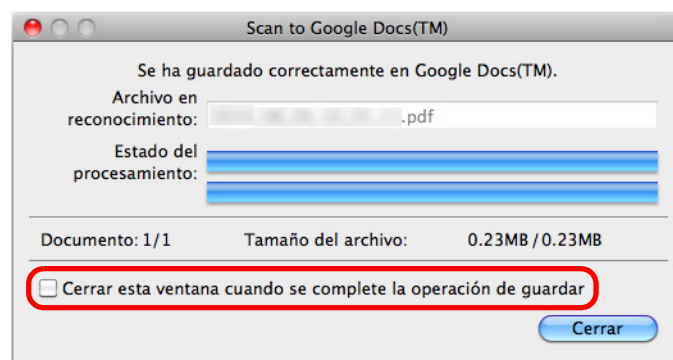 Scan to Google Docs(TM)
Se ha guardado correctamente en Google Docs(TM).
Archivo en
reconocimiento:
.pdf
Estado del
procesamiento:
Documento: 1/1 Tamaño del archivo: 0.23MB / 0.23MB
Cerrar esta ventana cuando se complete la operación de guardar
Cerrar